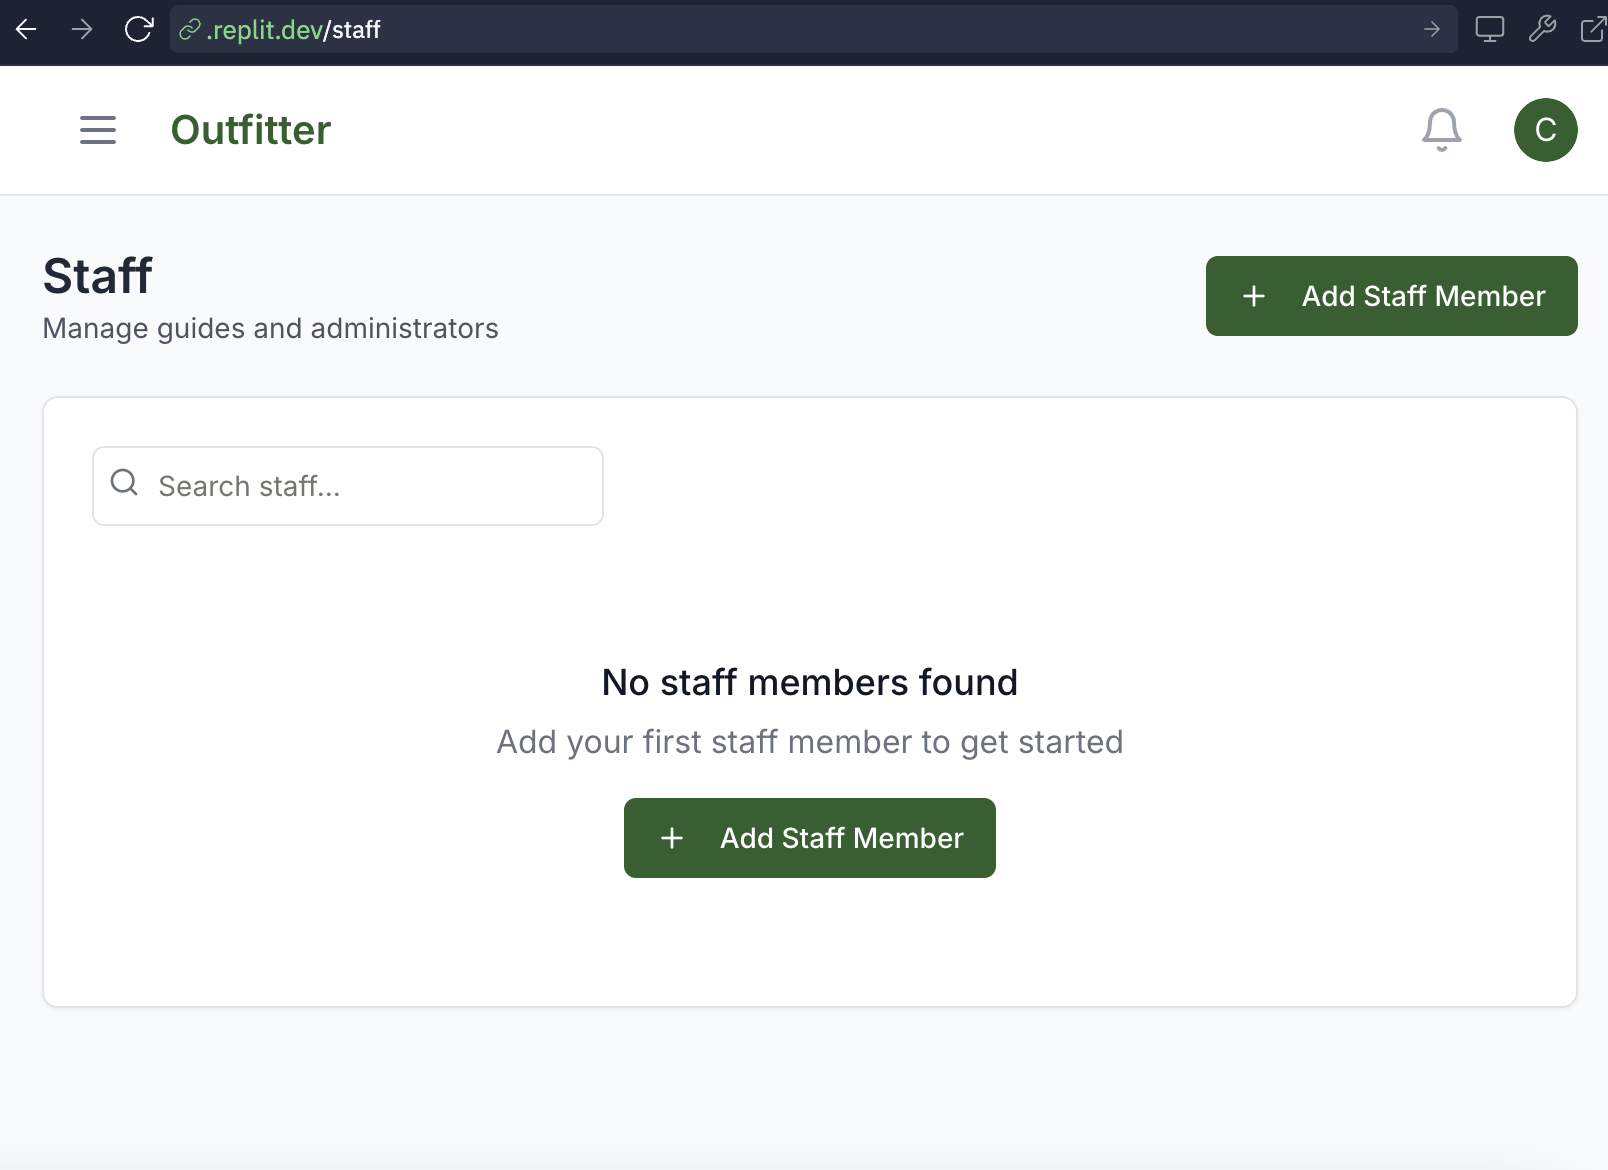 .replit.dev/staff
Outfitter
C
Staff
Manage guides and administrators
+ Add Staff Member
Search staff...
No staff members found
Add your first staff member to get started
+ Add Staff Member